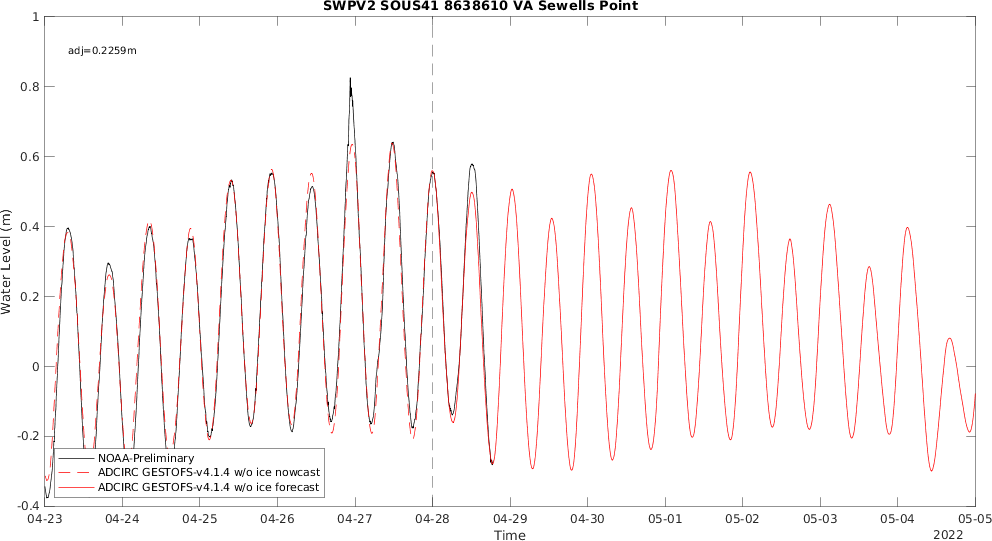 SWPV2 SOUS41 8638610 VA Sewells Point
adj=0.2259m
1
0.8
0.6
0.4
0.2
0
-0.2
-0.4
Water Level (m)
NOAA-Preliminary
ADCIRC GESTOFS-v4.1.4 w/o ice nowcast
ADCIRC GESTOFS-v4.1.4 w/o ice forecast
04-23 04-24 04-25 04-26 04-27 04-28 04-29 04-30 05-01 05-02 05-03 05-04 05-05
Time
2022